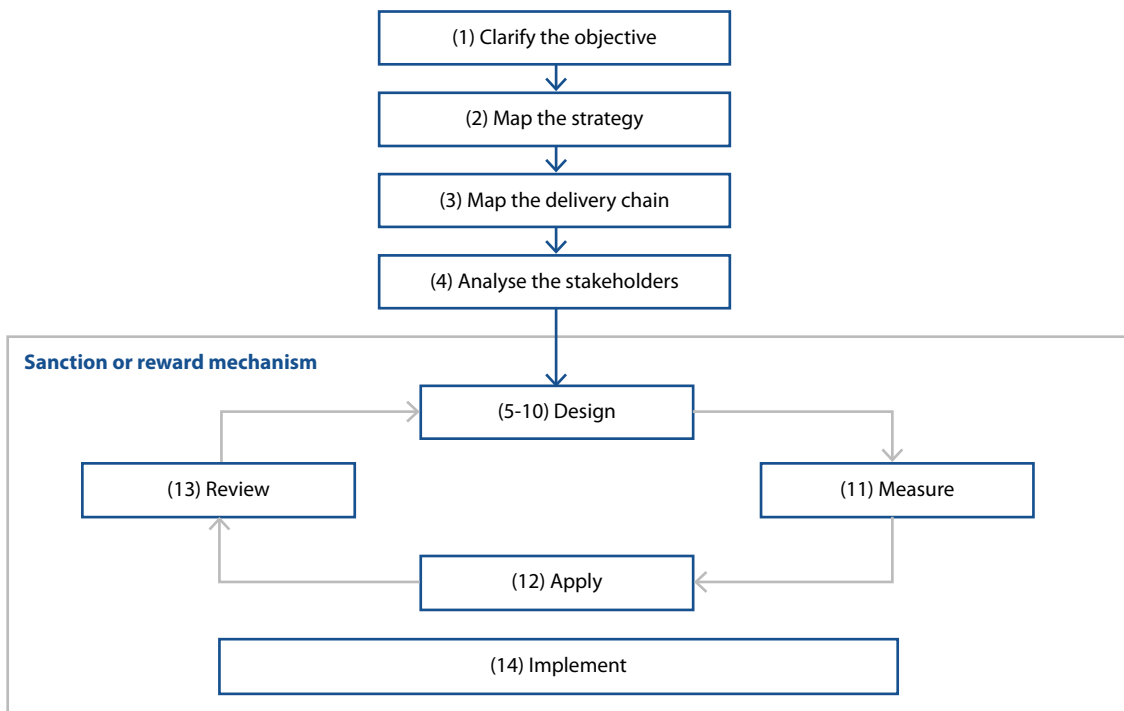 (1) Clarify the objective
(2) Map the strategy
(3) Map the delivery chain
(4) Analyse the stakeholders
Sanction or reward mechanism
(5-10) Design
(13) Review
(11) Measure
(12) Apply
(14) Implement